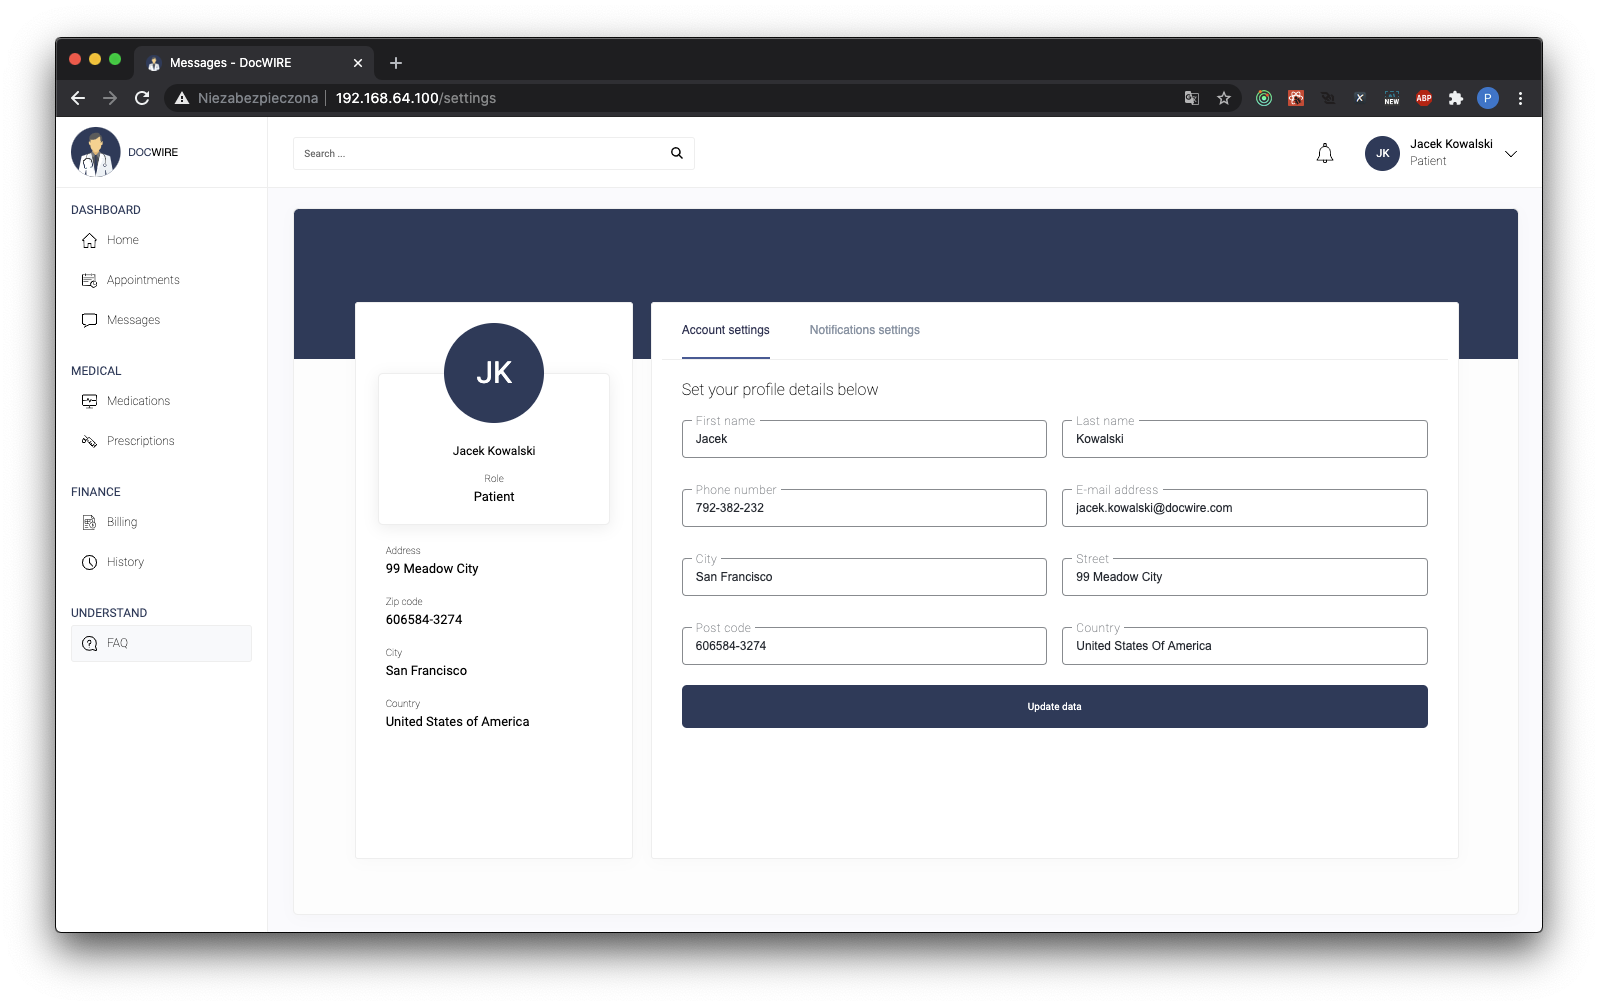 Messages - DocWIRE
Niezabezpieczona 192.168.64.100/settings
NEW
ABP
P
DOCWIRE
Search ...
JK
Jacek Kowalski
Patient
DASHBOARD
Home
Appointments
Messages
MEDICAL
Medications
Prescriptions
FINANCE
Billing
History
UNDERSTAND
FAQ
JK
Jacek Kowalski
Role
Patient
Address
99 Meadow City
Zip code
606584-3274
City
San Francisco
Country
United States of America
Account settings
Notifications settings
Set your profile details below
First name
Jacek
Last name
Kowalski
Phone number
792-382-232
E-mail address
jacek.kowalski@docwire.com
City
San Francisco
Street
99 Meadow City
Post code
606584-3274
Country
United States Of America
Update data